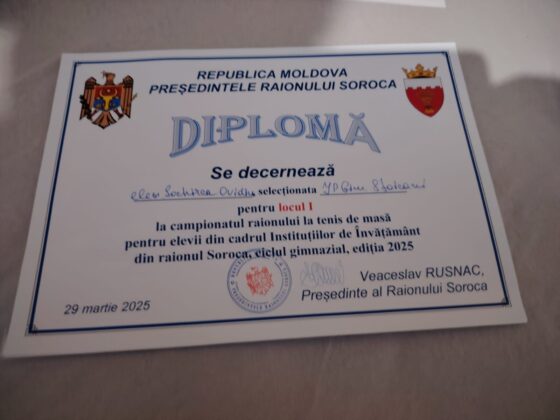 REPUBLICA MOLDOVA
PREȘEDINTELE RAIONULUI SOROCA
DIPLOMĂ
Se decernează
Ovidiu selecționata
pentru locul I
la campionatul raionului la tenis de masă
pentru elevii din cadrul Instituțiilor de Învățământ
din raionul Soroca, ciclul gimnazial, ediția 2025
Veaceslav RUSNAC,
Președinte al Raionului Soroca
29 martie 2025